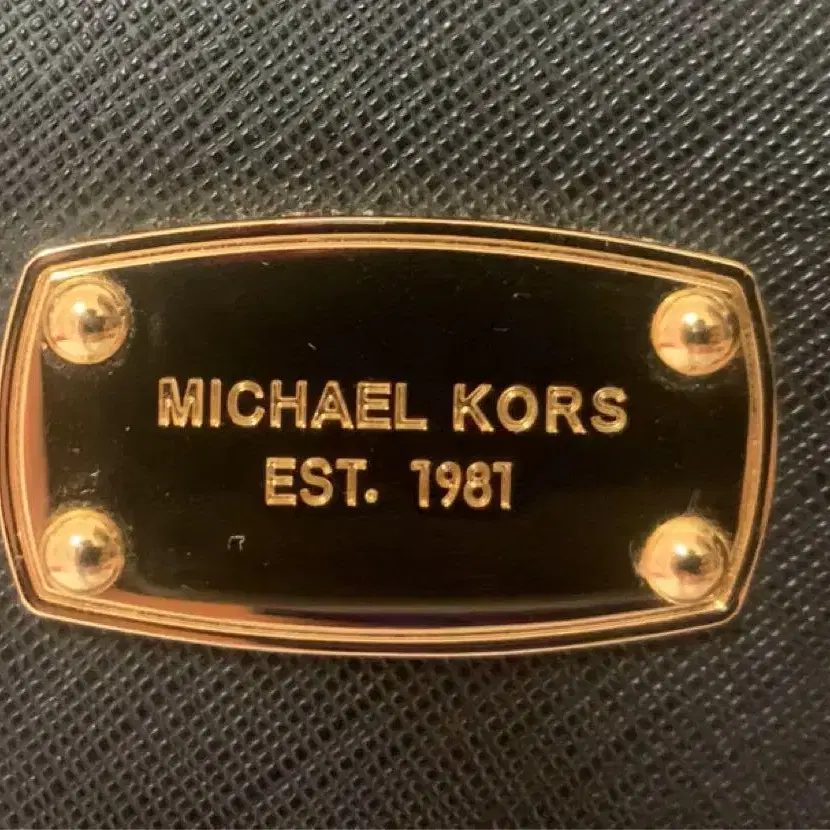 MICHAEL KORS
EST. 1981